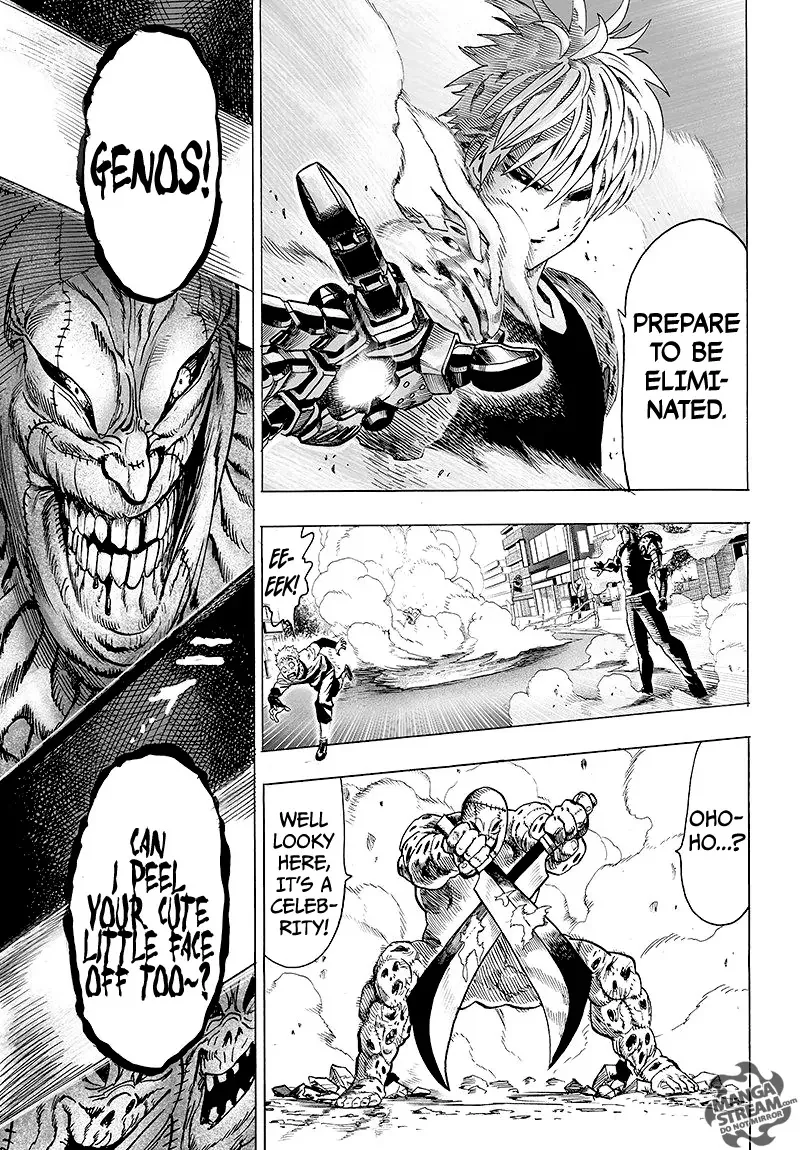 PREPARE
TO BE
ELIMI-
NATED.
EE-
EEK!
OHO-
HO...?
WELL
LOOKY
HERE,
IT'S A
CELEB-
RITY!
GENOS!
CAN
I PEEL
YOUR CUTE
LITTLE FACE
OFF TOO~?
MANGA
STREAM.COM
DO NOT MIRROR